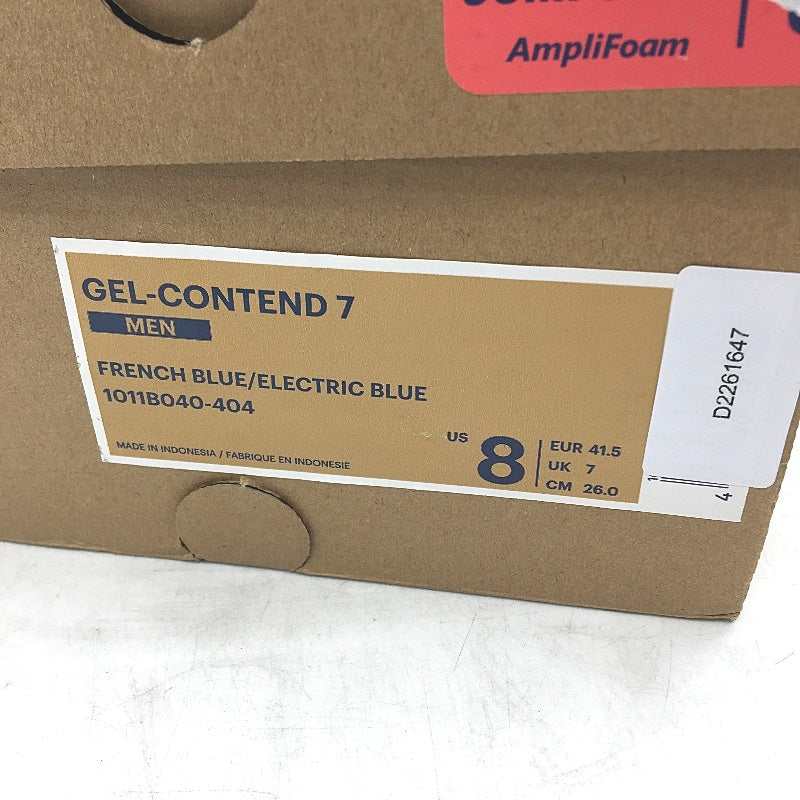 AmpliFoam
GEL-CONTEND 7
MEN
FRENCH BLUE/ELECTRIC BLUE
1011B040-404
MADE IN INDONESIA / FABRIQUE EN INDONESIE
US 8
EUR 41.5
UK 7
CM 26.0
D2261647
4